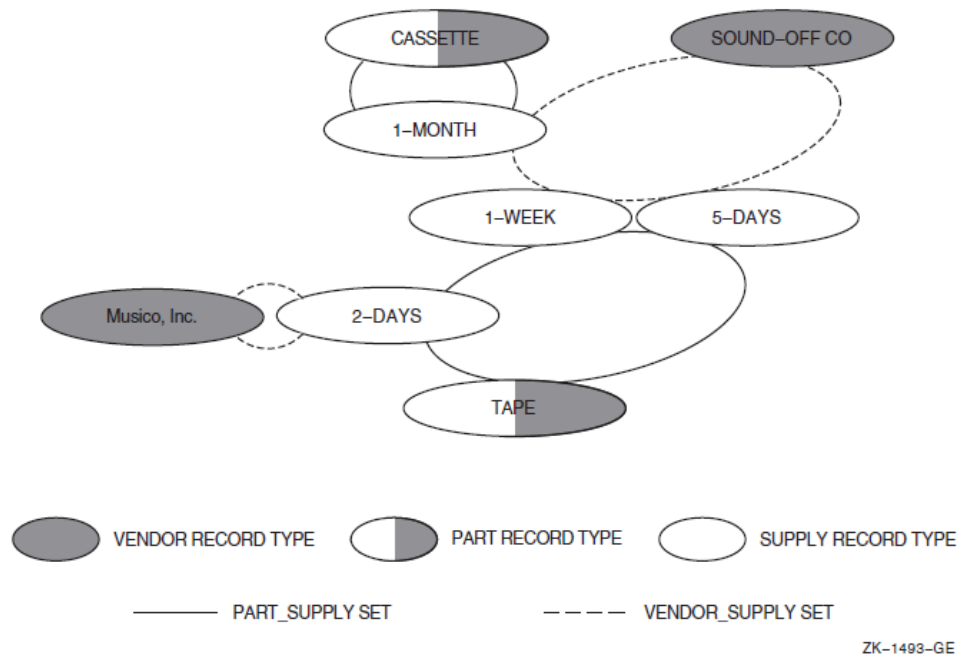 CASSETTE
SOUND–OFF CO
1–MONTH
1–WEEK
5–DAYS
Musico, Inc.
2–DAYS
TAPE
VENDOR RECORD TYPE
PART RECORD TYPE
SUPPLY RECORD TYPE
PART_SUPPLY SET
VENDOR_SUPPLY SET
ZK–1493–GE